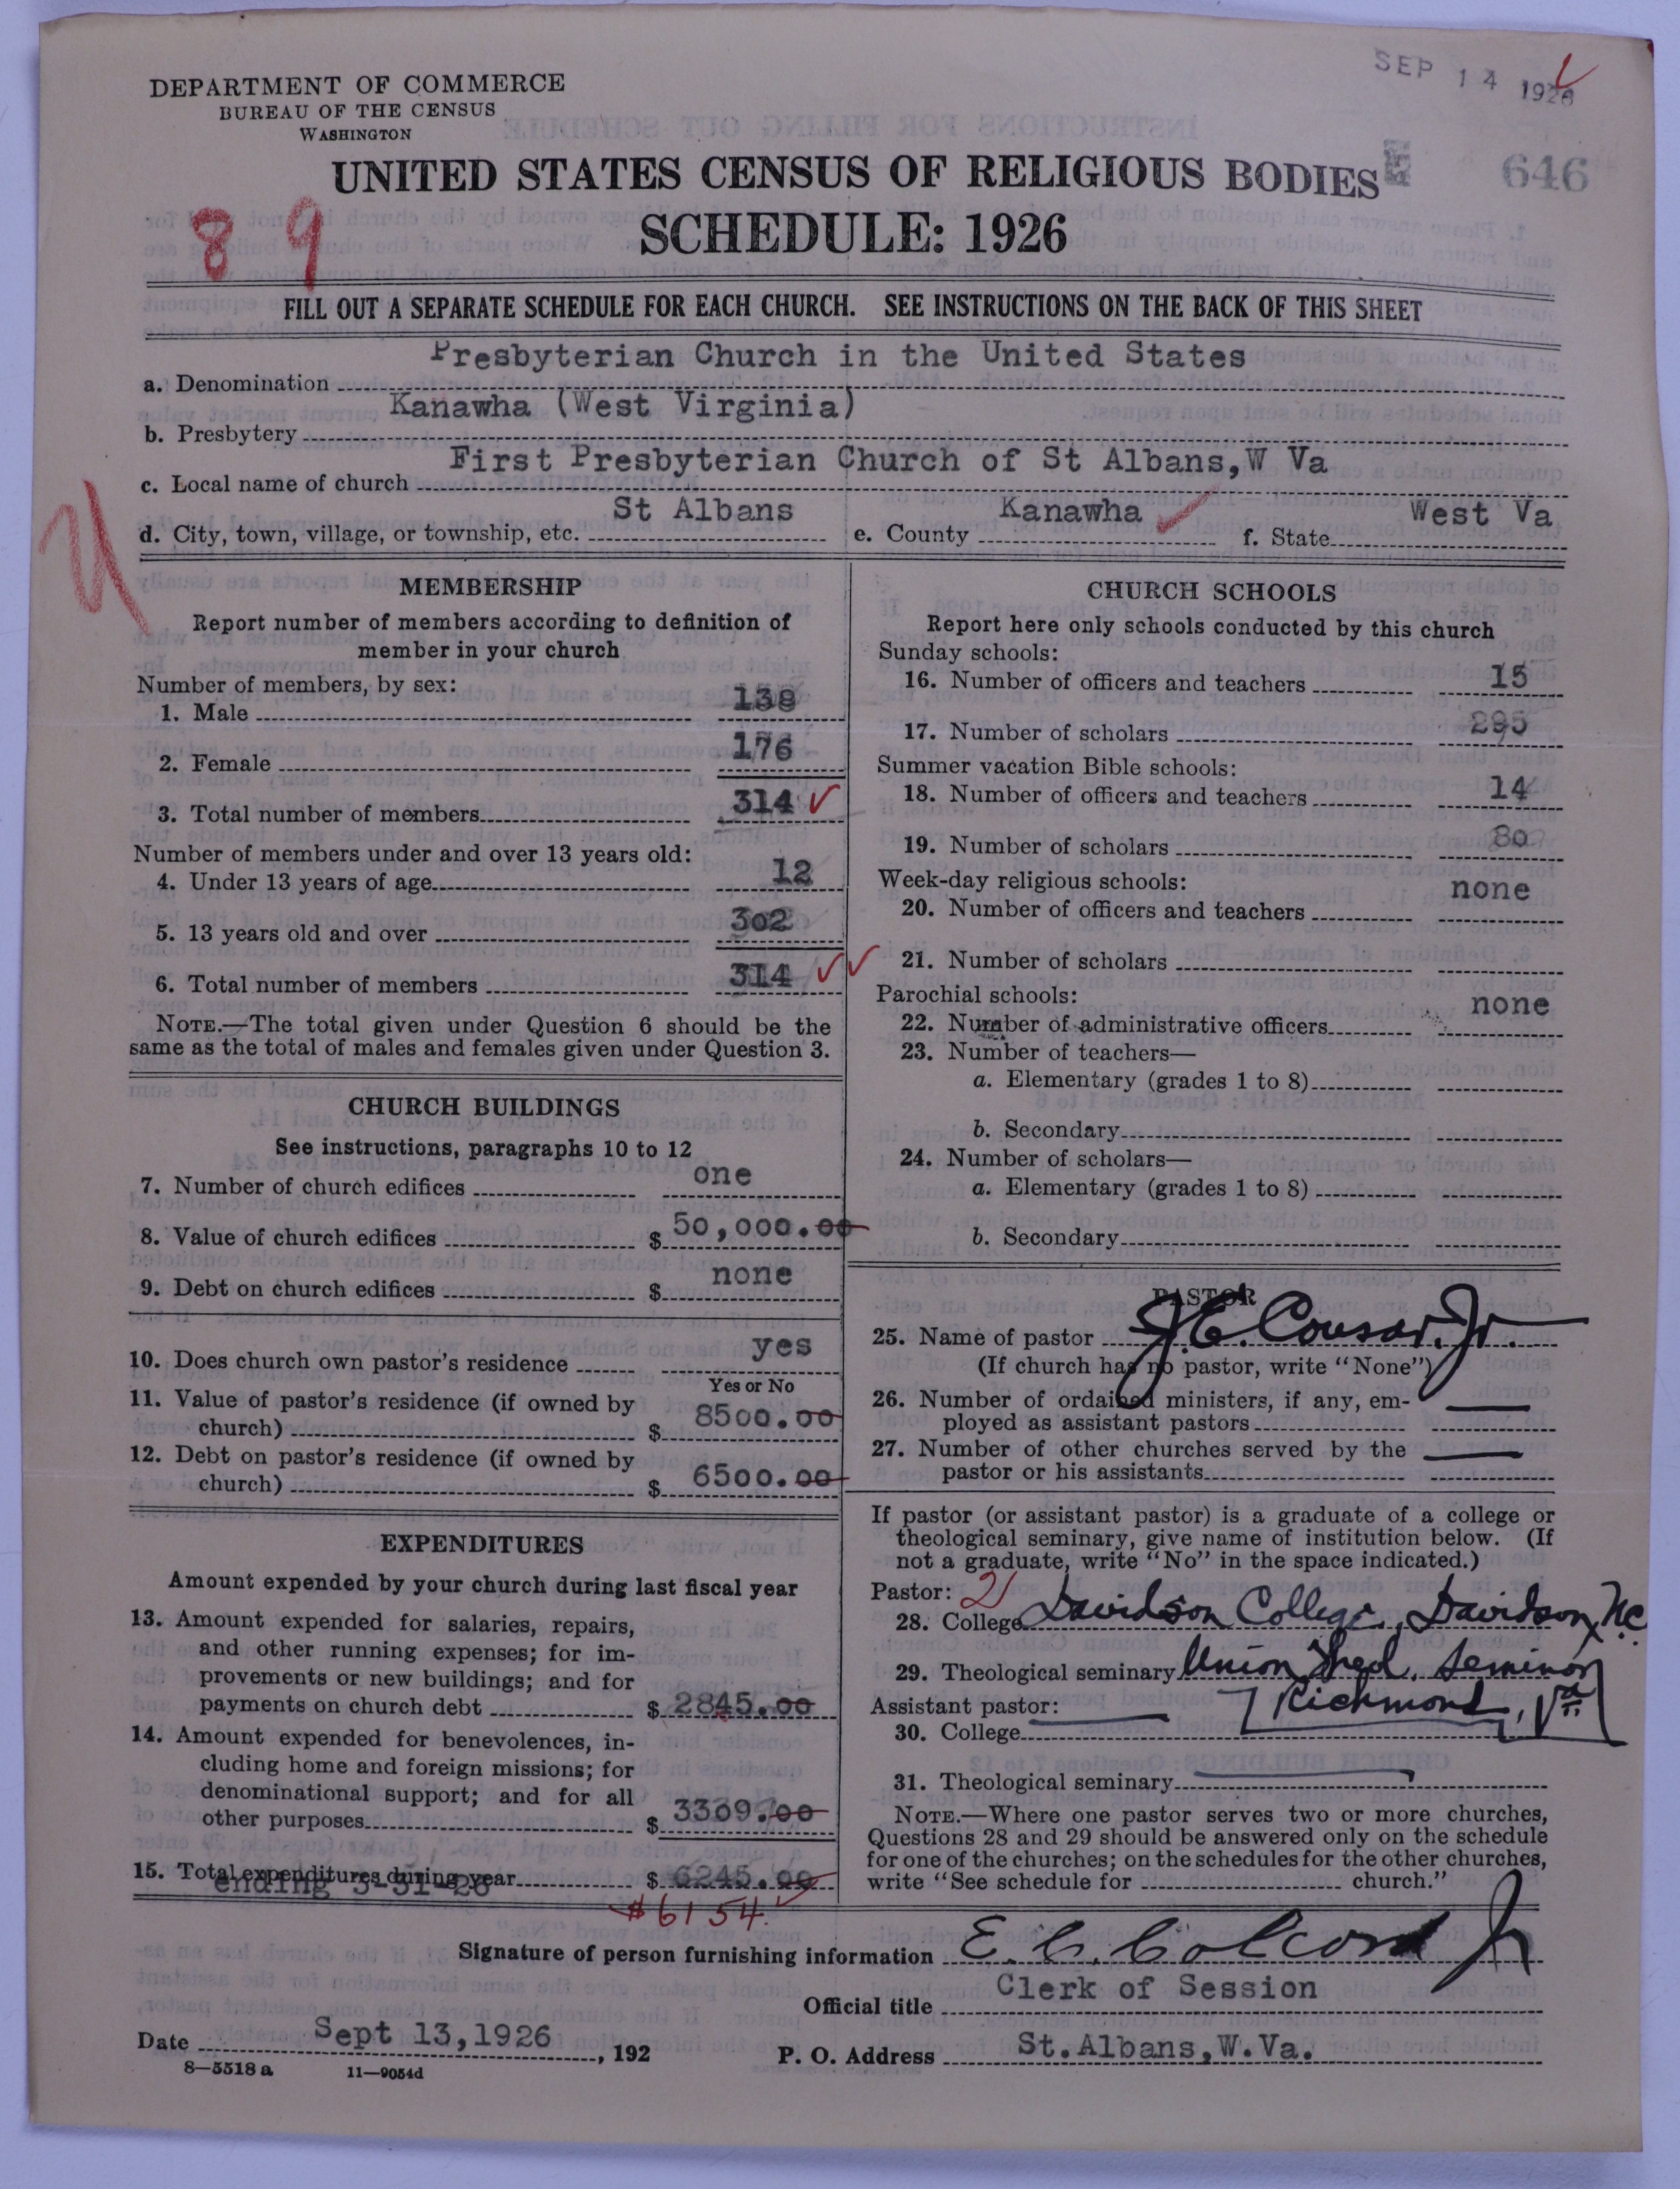 SEP 14 1926
DEPARTMENT OF COMMERCE
BUREAU OF THE CENSUS
WASHINGTON
UNITED STATES CENSUS OF RELIGIOUS BODIES
646
SCHEDULE: 1926
8 9
FILL OUT A SEPARATE SCHEDULE FOR EACH CHURCH. SEE INSTRUCTIONS ON THE BACK OF THIS SHEET
a. Denomination Presbyterian Church in the United States
b. Presbytery Kanawha (West Virginia)
c. Local name of church First Presbyterian Church of St Albans,W Va
d. City, town, village, or township, etc. St Albans e. County Kanawha f. State West Va
MEMBERSHIP
Report number of members according to definition of
member in your church
Number of members, by sex:
1. Male 138
2. Female 176
3. Total number of members 314
Number of members under and over 13 years old:
4. Under 13 years of age 12
5. 13 years old and over 302
6. Total number of members 314
NOTE.—The total given under Question 6 should be the
same as the total of males and females given under Question 3.
CHURCH BUILDINGS
See instructions, paragraphs 10 to 12
7. Number of church edifices one
8. Value of church edifices $ 50,000.00
9. Debt on church edifices $ none
10. Does church own pastor's residence yes
Yes or No
11. Value of pastor's residence (if owned by
church) $ 8500.00
12. Debt on pastor's residence (if owned by
church) $ 6500.00
EXPENDITURES
Amount expended by your church during last fiscal year
13. Amount expended for salaries, repairs,
and other running expenses; for im-
provements or new buildings; and for
payments on church debt $ 2845.00
14. Amount expended for benevolences, in-
cluding home and foreign missions; for
denominational support; and for all
other purposes $ 3309.00
15. Total expenditures during year $ 6245.00
ending 3-31-26
$6154.
CHURCH SCHOOLS
Report here only schools conducted by this church
Sunday schools:
16. Number of officers and teachers 15
17. Number of scholars 295
Summer vacation Bible schools:
18. Number of officers and teachers 14
19. Number of scholars 80
Week-day religious schools:
20. Number of officers and teachers none
21. Number of scholars
Parochial schools:
22. Number of administrative officers none
23. Number of teachers—
a. Elementary (grades 1 to 8)
b. Secondary
24. Number of scholars—
a. Elementary (grades 1 to 8)
b. Secondary
PASTOR
25. Name of pastor J. E. Cousar, Jr.
(If church has no pastor, write "None")
26. Number of ordained ministers, if any, em-
ployed as assistant pastors
27. Number of other churches served by the
pastor or his assistants
If pastor (or assistant pastor) is a graduate of a college or
theological seminary, give name of institution below. (If
not a graduate, write "No" in the space indicated.)
Pastor: 2
28. College Davidson College, Davidson, N.C.
29. Theological seminary Union Theol. Seminary
Richmond, Va.
Assistant pastor:
30. College
31. Theological seminary
NOTE.—Where one pastor serves two or more churches,
Questions 28 and 29 should be answered only on the schedule
for one of the churches; on the schedules for the other churches,
write "See schedule for church."
Signature of person furnishing information E. C. Colcord Jr
Official title Clerk of Session
Date Sept 13,1926 , 192 P. O. Address St.Albans,W.Va.
8—5518 a 11—9054d